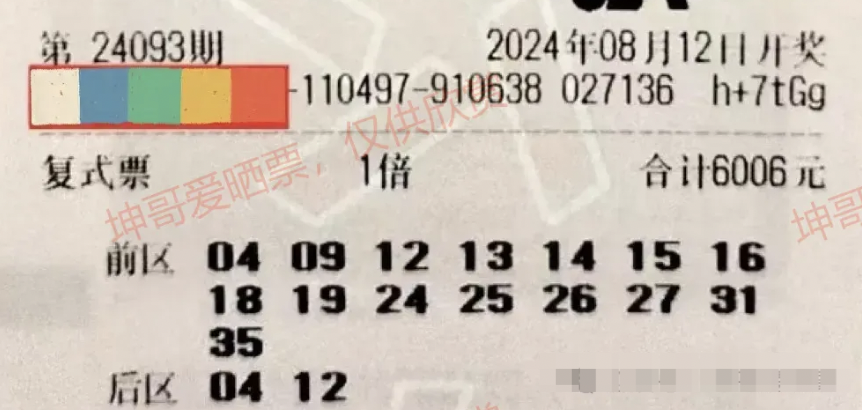 第 24093期 2024年08月12日开奖
-110497-910638 027136 h+7tGg
复式票 1倍 合计6006元
坤哥爱晒票，仅供欣赏
坤哥
前区 04 09 12 13 14 15 16
18 19 24 25 26 27 31
35
后区 04 12